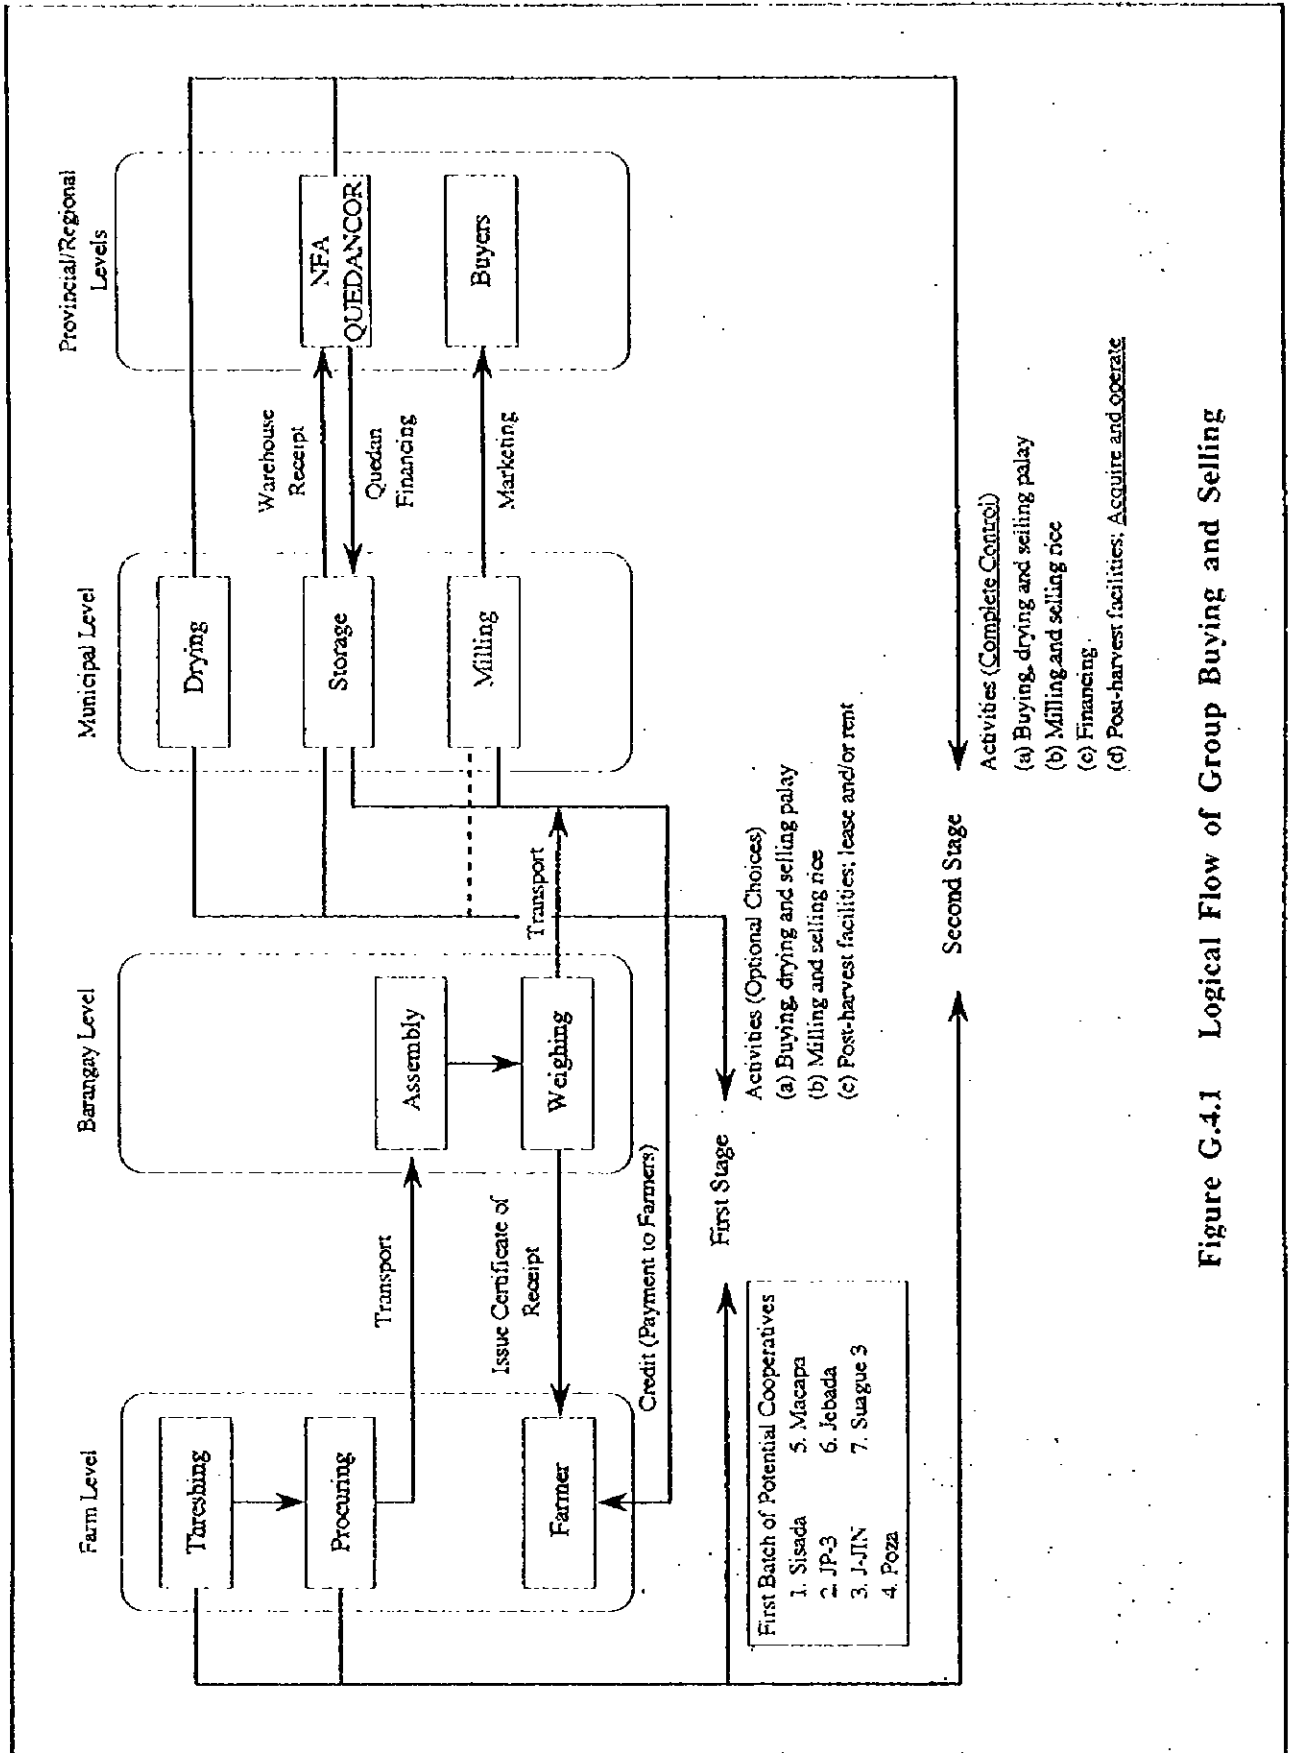 Farm Level
Threshing
Procuring
Farmer
Transport
Issue Certificate of
Receipt
Credit (Payment to Farmers)
Barangay Level
Assembly
Weighing
Transport
Municipal Level
Drying
Storage
Milling
Warehouse
Receipt
Quedan
Financing
Marketing
Provincial/Regional
Levels
NFA
QUEDANCOR
Buyers
First Batch of Potential Cooperatives
1. Sisada 5. Macapa
2. JP-3 6. Jebada
3. J-JIN 7. Suague 3
4. Poza
First Stage
Activities (Optional Choices)
(a) Buying, drying and selling palay
(b) Milling and selling rice
(c) Post-harvest facilities; lease and/or rent
Second Stage
Activities (Complete Control)
(a) Buying, drying and selling palay
(b) Milling and selling rice
(c) Financing
(d) Post-harvest facilities; Acquire and operate
Figure G.4.1 Logical Flow of Group Buying and Selling